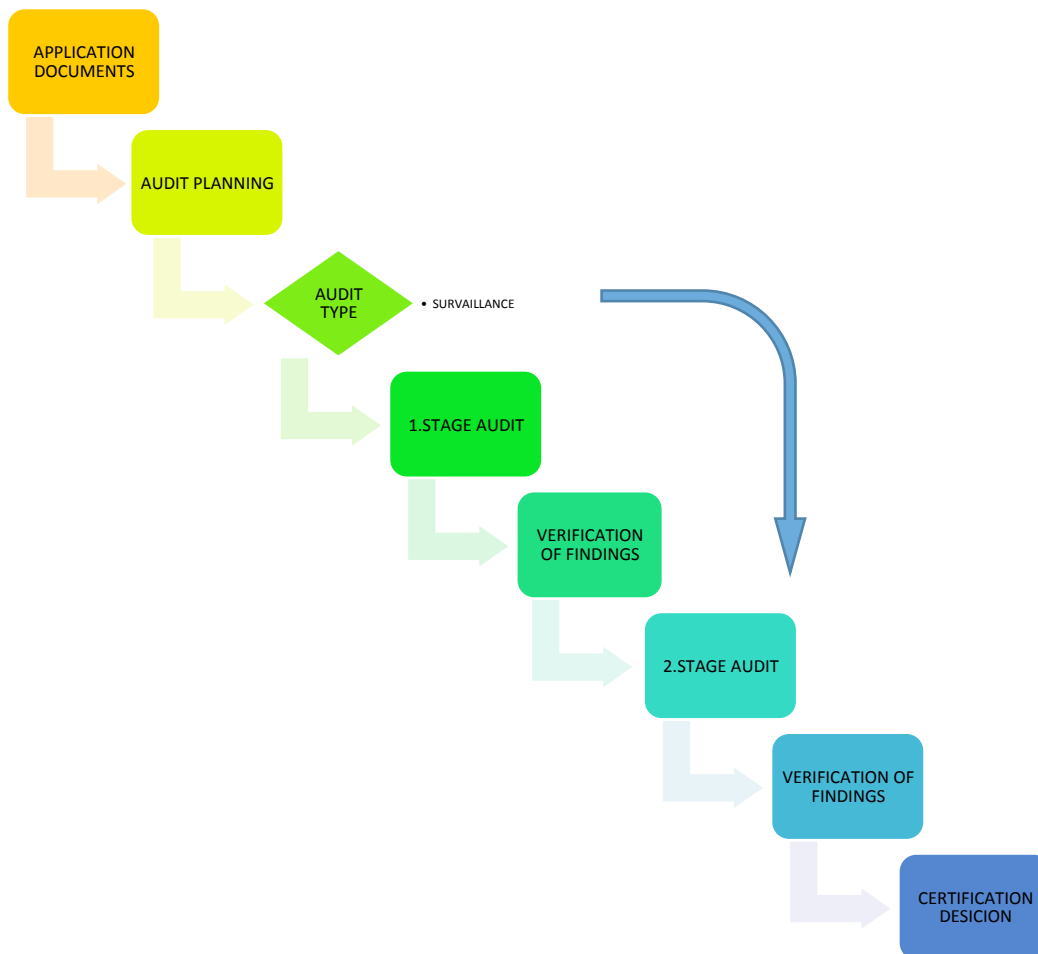 APPLICATION
DOCUMENTS
AUDIT PLANNING
AUDIT
TYPE
• SURVAILLANCE
1.STAGE AUDIT
VERIFICATION
OF FINDINGS
2.STAGE AUDIT
VERIFICATION OF
FINDINGS
CERTIFICATION
DESICION